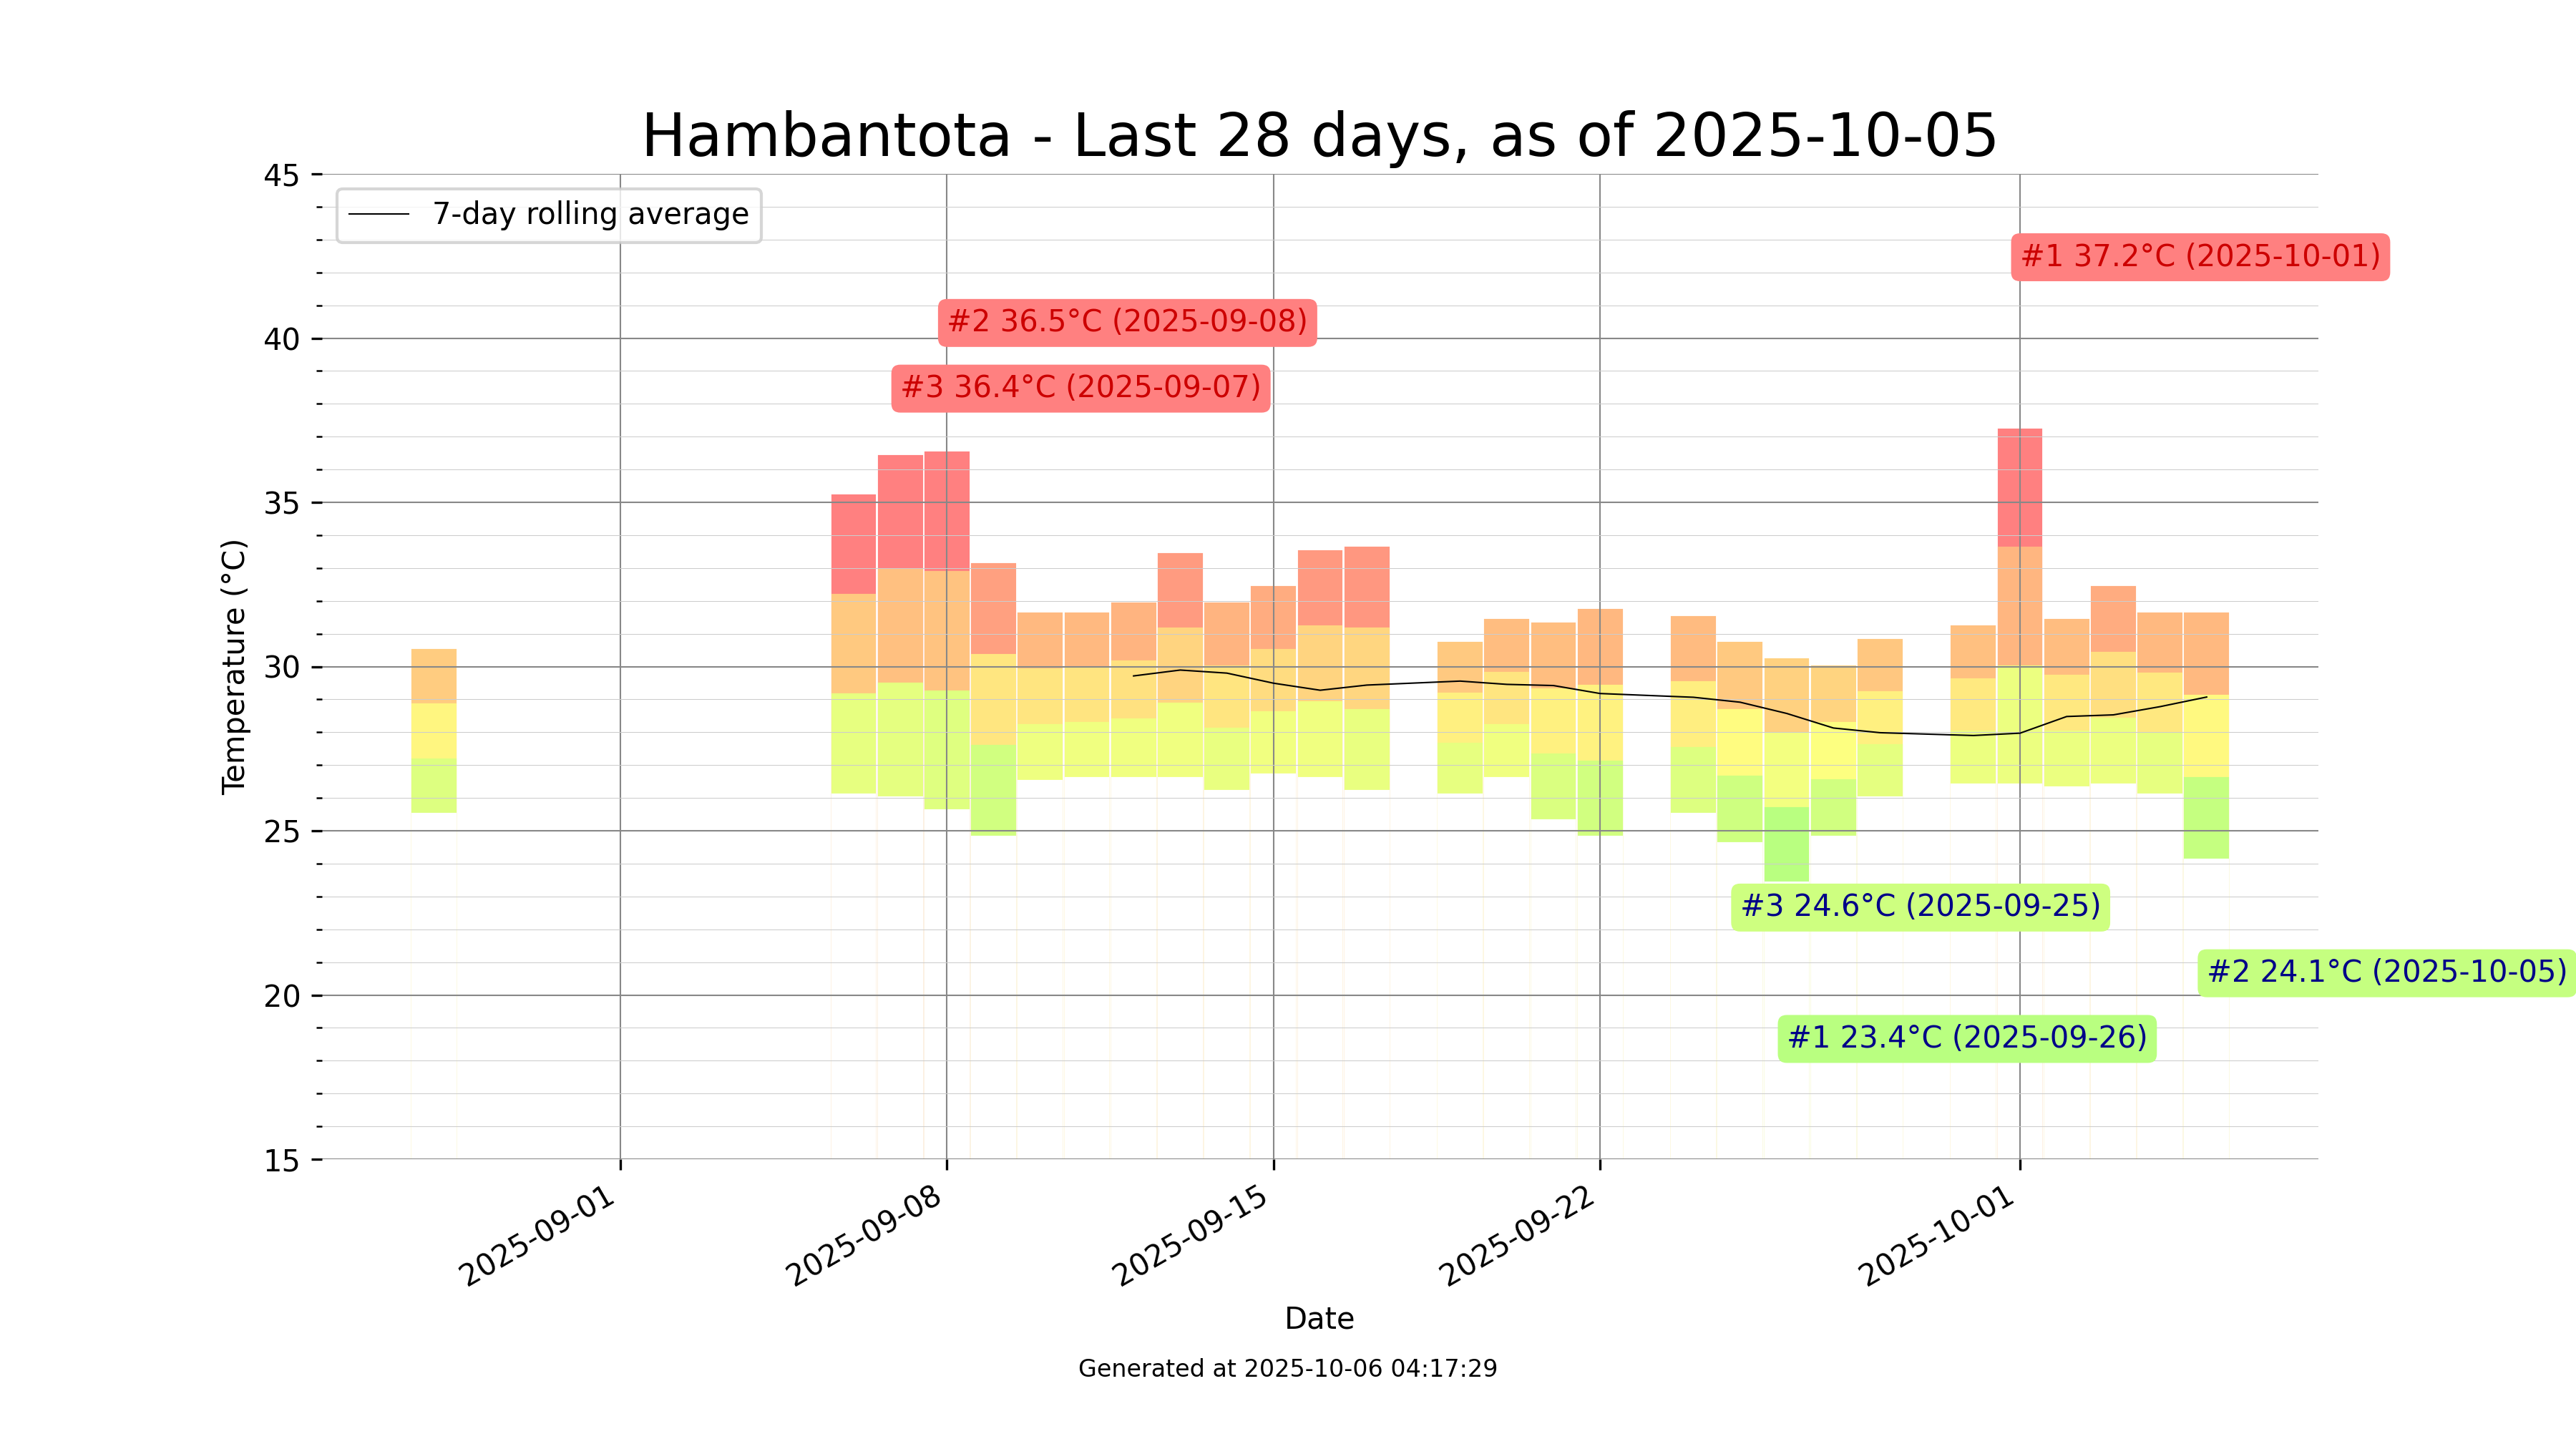 Hambantota - Last 28 days, as of 2025-10-05
7-day rolling average
#1 37.2°C (2025-10-01)
#2 36.5°C (2025-09-08)
#3 36.4°C (2025-09-07)
#3 24.6°C (2025-09-25)
#2 24.1°C (2025-10-05)
#1 23.4°C (2025-09-26)
Temperature (°C)
45
40
35
30
25
20
15
2025-09-01
2025-09-08
2025-09-15
2025-09-22
2025-10-01
Date
Generated at 2025-10-06 04:17:29